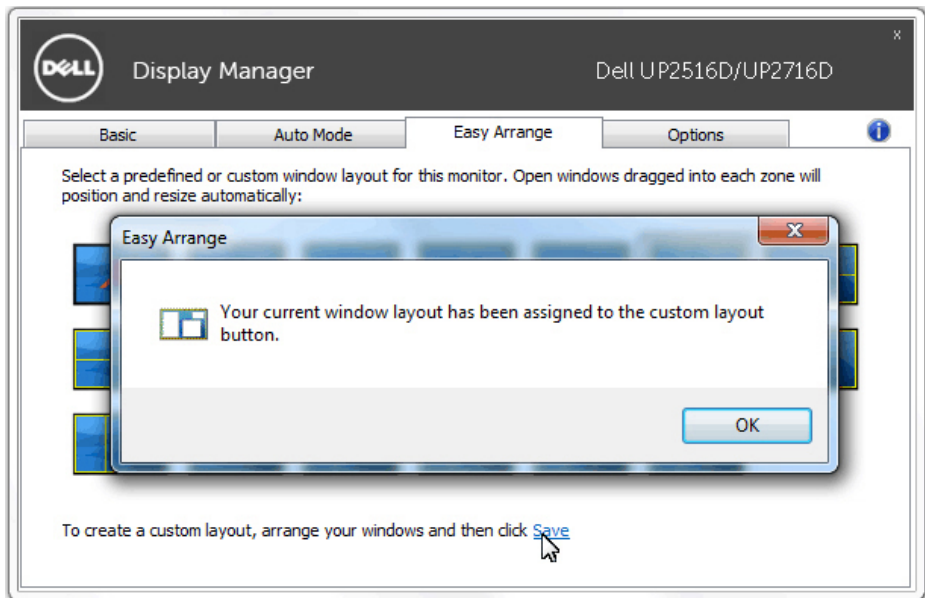 x
DELL
Display Manager
Dell UP2516D/UP2716D
Basic
Auto Mode
Easy Arrange
Options
Select a predefined or custom window layout for this monitor. Open windows dragged into each zone will
position and resize automatically:
Easy Arrange
Your current window layout has been assigned to the custom layout
button.
OK
To create a custom layout, arrange your windows and then click Save